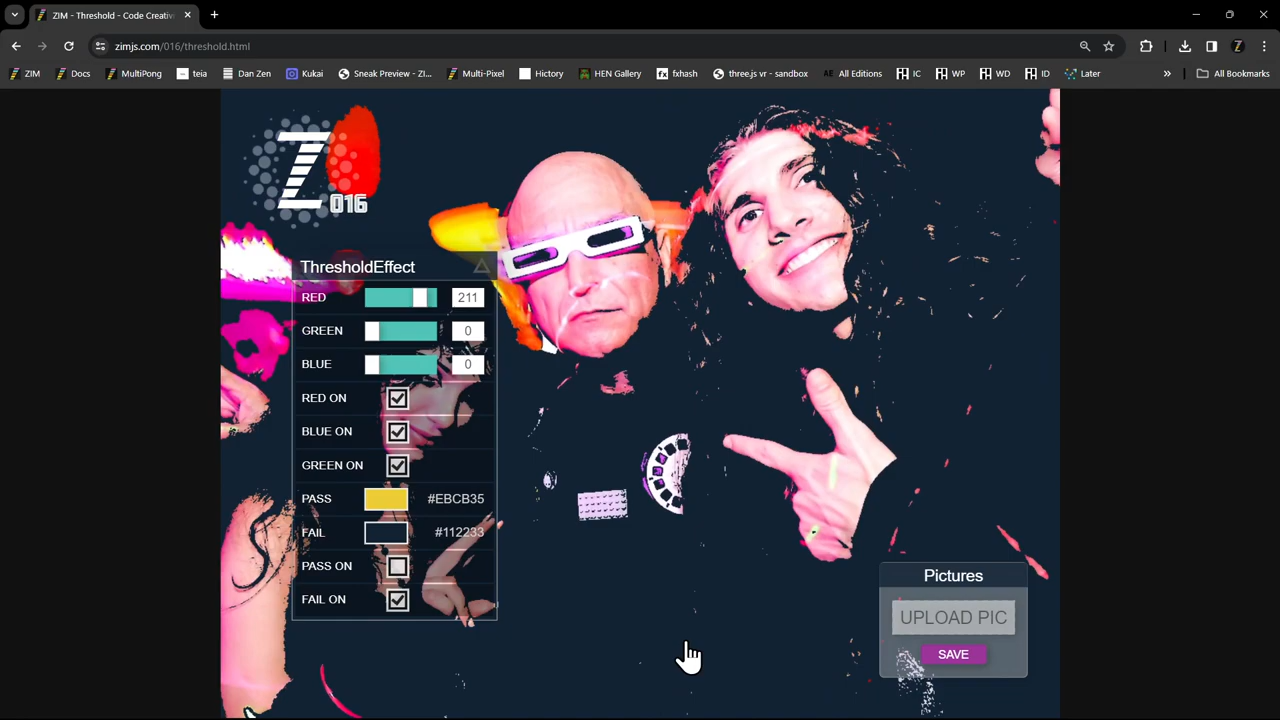 ZIM - Threshold - Code Creativ
zimjs.com/016/threshold.html
ZIM
Docs
MultiPong
teia
Dan Zen
Kukai
Sneak Preview - ZI...
Multi-Pixel
Hictory
HEN Gallery
fx fxhash
three.js vr - sandbox
AE All Editions
IC
WP
WD
ID
Later
»
All Bookmarks
Z 016
ThresholdEffect
RED 211
GREEN 0
BLUE 0
RED ON
BLUE ON
GREEN ON
PASS #EBCB35
FAIL #112233
PASS ON
FAIL ON
Pictures
UPLOAD PIC
SAVE